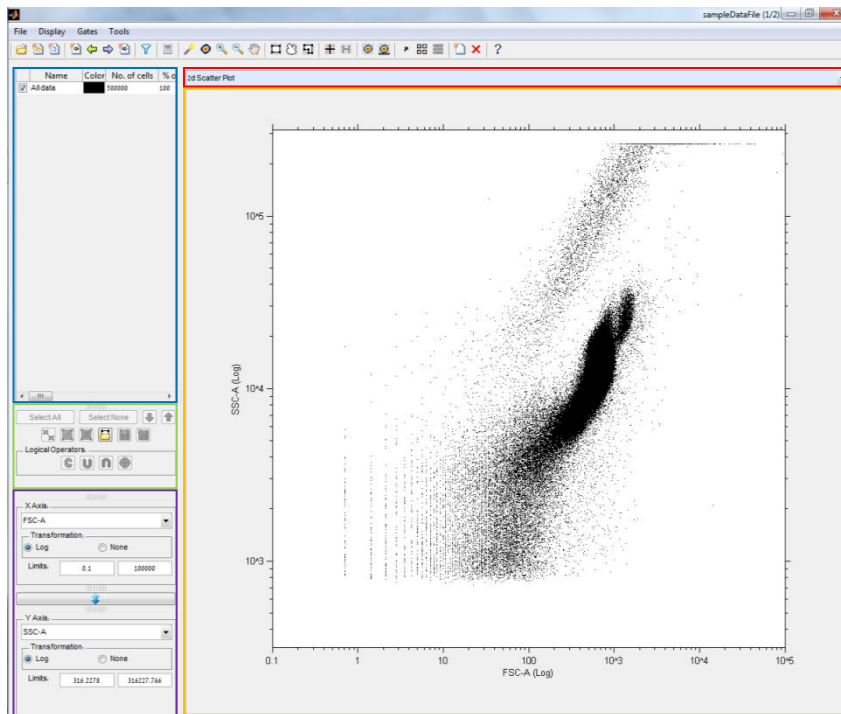 sampleDataFile (1/2)
File Display Gates Tools
Name Color No. of cells % o
All data 300000 100
2d Scatter Plot
Select All Select None
Logical Operators:
X Axis:
FSC-A
Transformation:
Log None
Limits: 0.1 100000
Y Axis:
SSC-A
Transformation:
Log None
Limits: 316.2278 316227.766
SSC-A (Log)
10^5
10^4
10^3
0.1 1 10 100 10^3 10^4 10^5
FSC-A (Log)